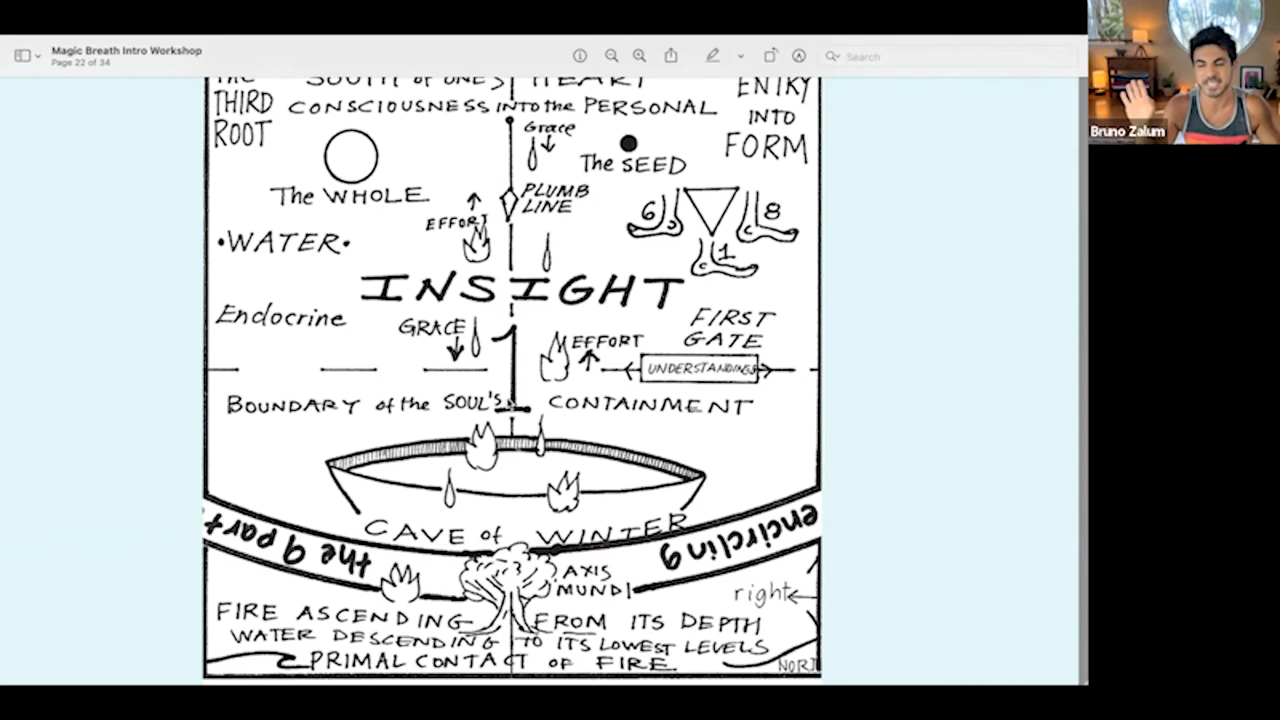 Magic Breath Intro Workshop
Page 22 of 34
Search
Bruno Zalum
THE THIRD ROOT
SOUTH of ONE'S HEART
CONSCIOUSNESS INTO the PERSONAL
ENTRY INTO FORM
Grace
The SEED
The WHOLE
PLUMB LINE
EFFORT
6 8
1
•WATER•
INSIGHT
Endocrine
GRACE
1
EFFORT
FIRST GATE
UNDERSTANDINGS
BOUNDARY of the SOUL'S CONTAINMENT
CAVE of WINTER
the 9 part
encircling
AXIS MUNDI
right
FIRE ASCENDING FROM ITS DEPTH
WATER DESCENDING TO ITS LOWEST LEVELS
PRIMAL CONTACT OF FIRE